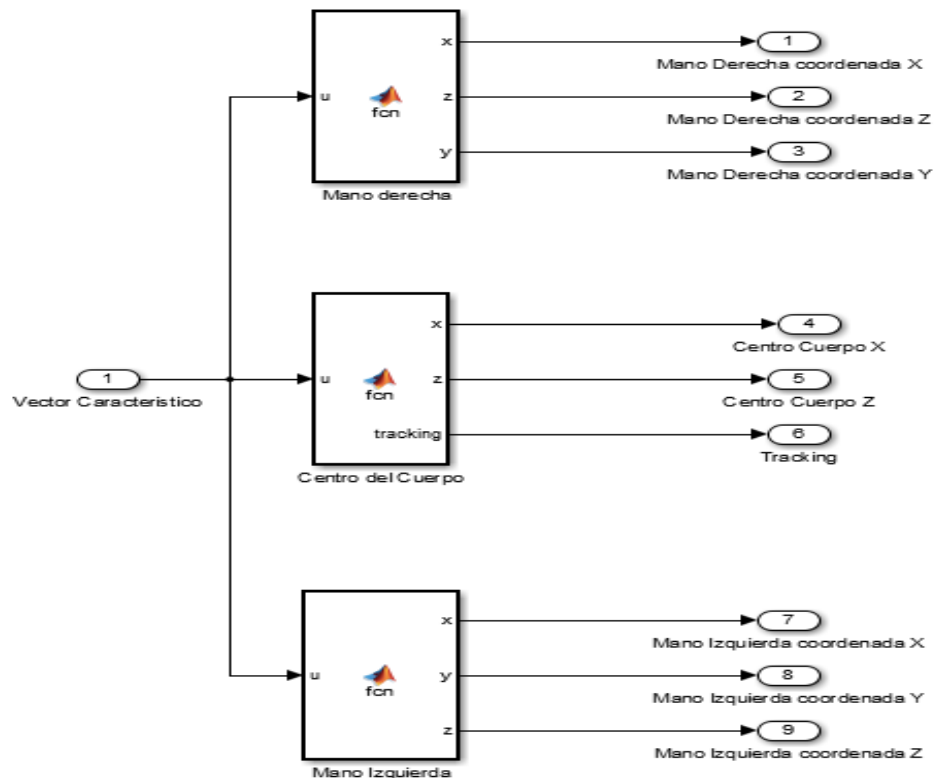 x
1
Mano Derecha coordenada X
u
fcn
z
2
Mano Derecha coordenada Z
y
3
Mano Derecha coordenada Y
Mano derecha
x
4
Centro Cuerpo X
1
Vector Caracteristico
u
fcn
z
5
Centro Cuerpo Z
tracking
6
Tracking
Centro del Cuerpo
x
7
Mano Izquierda coordenada X
u
fcn
y
8
Mano Izquierda coordenada Y
z
9
Mano Izquierda coordenada Z
Mano Izquierda